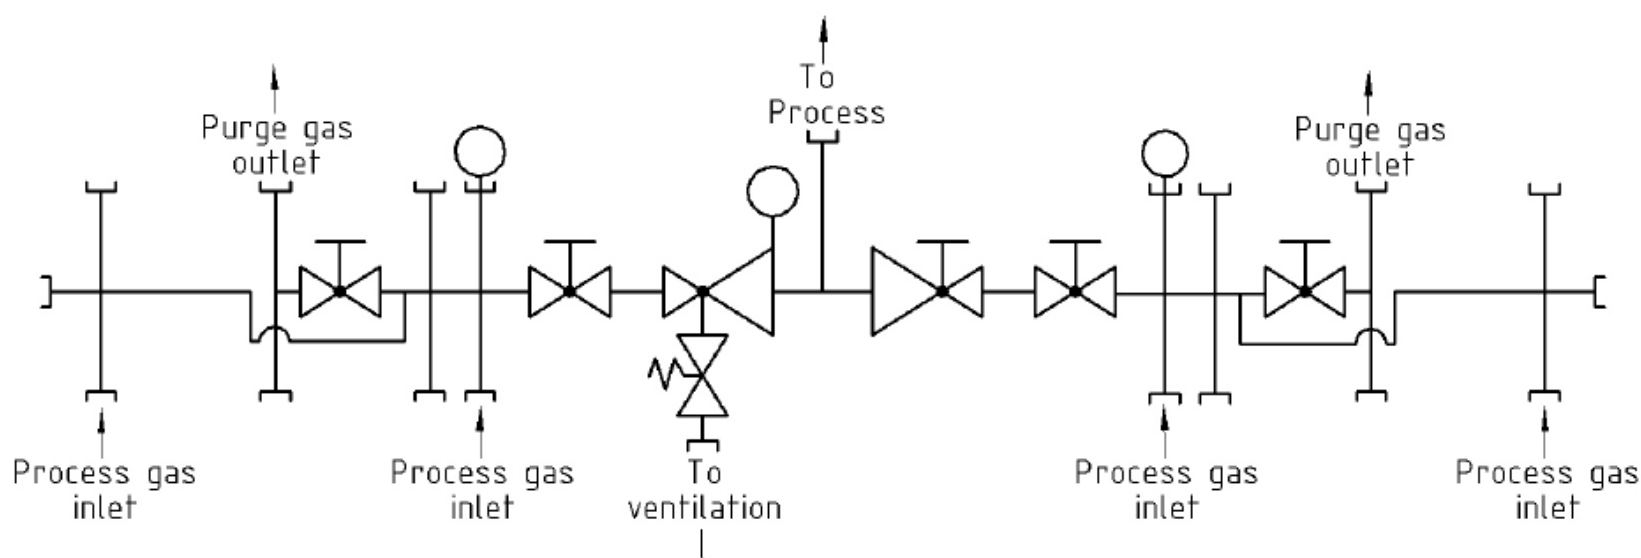 To
Process
Purge gas
outlet
Purge gas
outlet
Process gas
inlet
Process gas
inlet
To
ventilation
Process gas
inlet
Process gas
inlet